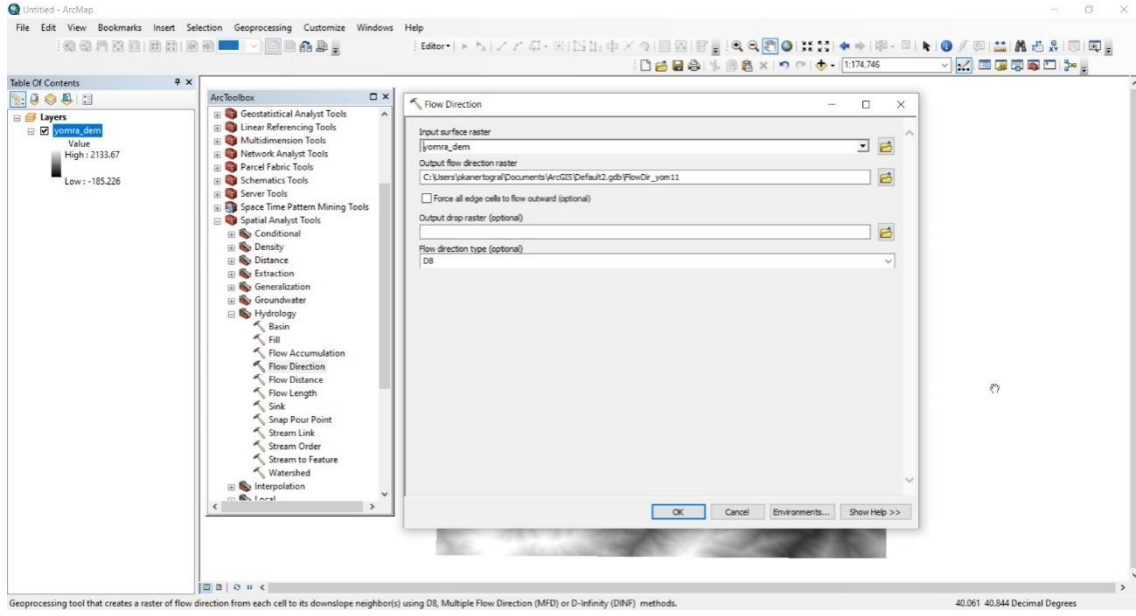 Untitled - ArcMap
File Edit View Bookmarks Insert Selection Geoprocessing Customize Windows Help
Editor
1:174,746
Table Of Contents
Layers
yomra_dem
Value
High : 2133.67
Low : -185.226
ArcToolbox
Geostatistical Analyst Tools
Linear Referencing Tools
Multidimension Tools
Network Analyst Tools
Parcel Fabric Tools
Schematics Tools
Server Tools
Space Time Pattern Mining Tools
Spatial Analyst Tools
Conditional
Density
Distance
Extraction
Generalization
Groundwater
Hydrology
Basin
Fill
Flow Accumulation
Flow Direction
Flow Distance
Flow Length
Sink
Snap Pour Point
Stream Link
Stream Order
Stream to Feature
Watershed
Interpolation
Local
Flow Direction
Input surface raster
yomra_dem
Output flow direction raster
C:\Users\pkanertogral\Documents\ArcGIS\Default2.gdb\FlowDir_yom11
Force all edge cells to flow outward (optional)
Output drop raster (optional)
Flow direction type (optional)
D8
OK Cancel Environments... Show Help >>
Geoprocessing tool that creates a raster of flow direction from each cell to its downslope neighbor(s) using D8, Multiple Flow Direction (MFD) or D-Infinity (DINF) methods.
40.061 40.844 Decimal Degrees